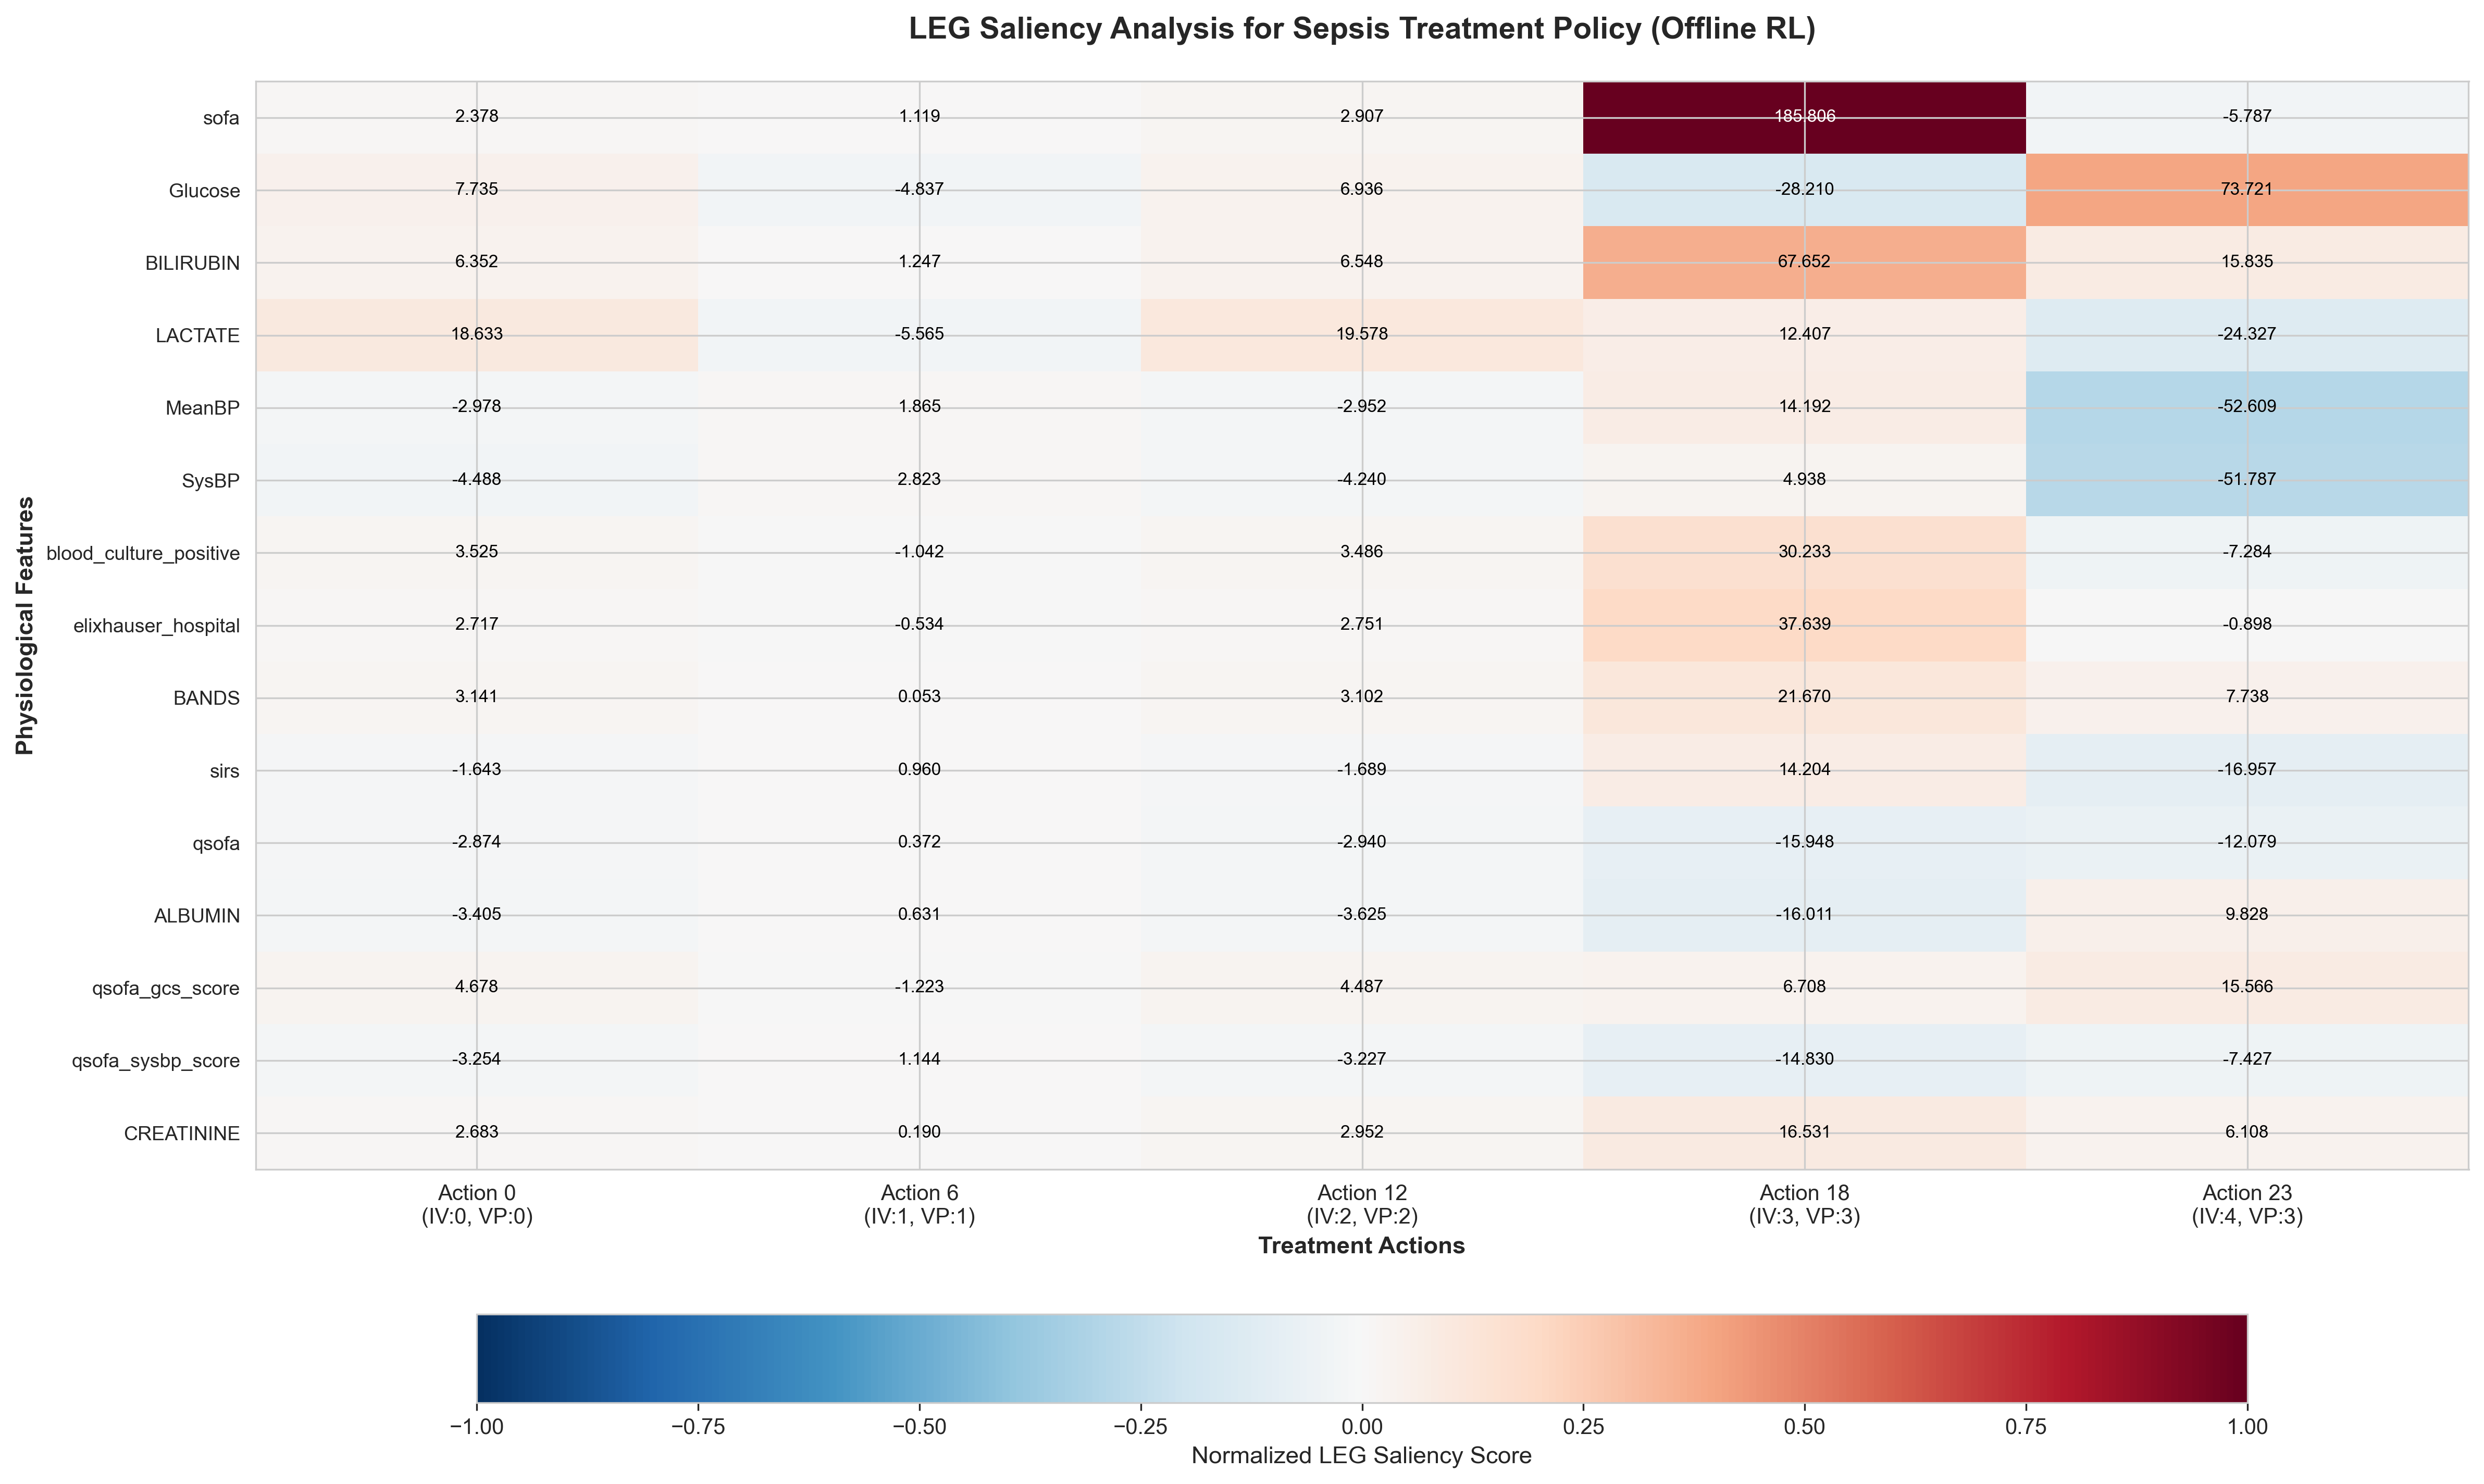 LEG Saliency Analysis for Sepsis Treatment Policy (Offline RL)
Physiological Features
sofa 2.378 1.119 2.907 185.806 -5.787
Glucose 7.735 -4.837 6.936 -28.210 73.721
BILIRUBIN 6.352 1.247 6.548 67.652 15.835
LACTATE 18.633 -5.565 19.578 12.407 -24.327
MeanBP -2.978 1.865 -2.952 14.192 -52.609
SysBP -4.488 2.823 -4.240 4.938 -51.787
blood_culture_positive 3.525 -1.042 3.486 30.233 -7.284
elixhauser_hospital 2.717 -0.534 2.751 37.639 -0.898
BANDS 3.141 0.053 3.102 21.670 7.738
sirs -1.643 0.960 -1.689 14.204 -16.957
qsofa -2.874 0.372 -2.940 -15.948 -12.079
ALBUMIN -3.405 0.631 -3.625 -16.011 9.828
qsofa_gcs_score 4.678 -1.223 4.487 6.708 15.566
qsofa_sysbp_score -3.254 1.144 -3.227 -14.830 -7.427
CREATININE 2.683 0.190 2.952 16.531 6.108
Action 0 Action 6 Action 12 Action 18 Action 23
(IV:0, VP:0) (IV:1, VP:1) (IV:2, VP:2) (IV:3, VP:3) (IV:4, VP:3)
Treatment Actions
−1.00 −0.75 −0.50 −0.25 0.00 0.25 0.50 0.75 1.00
Normalized LEG Saliency Score